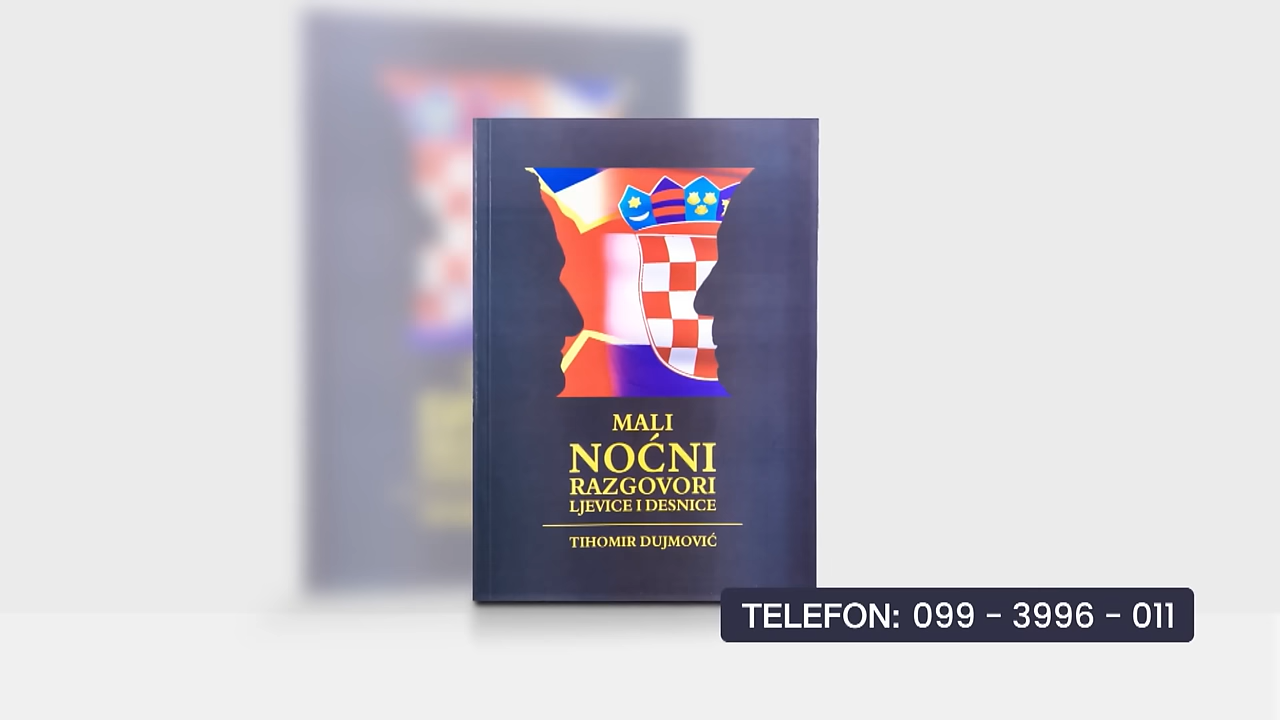 MALI
NOĆNI
RAZGOVORI
LJEVICE I DESNICE
TIHOMIR DUJMOVIĆ
TELEFON: 099 - 3996 - 011